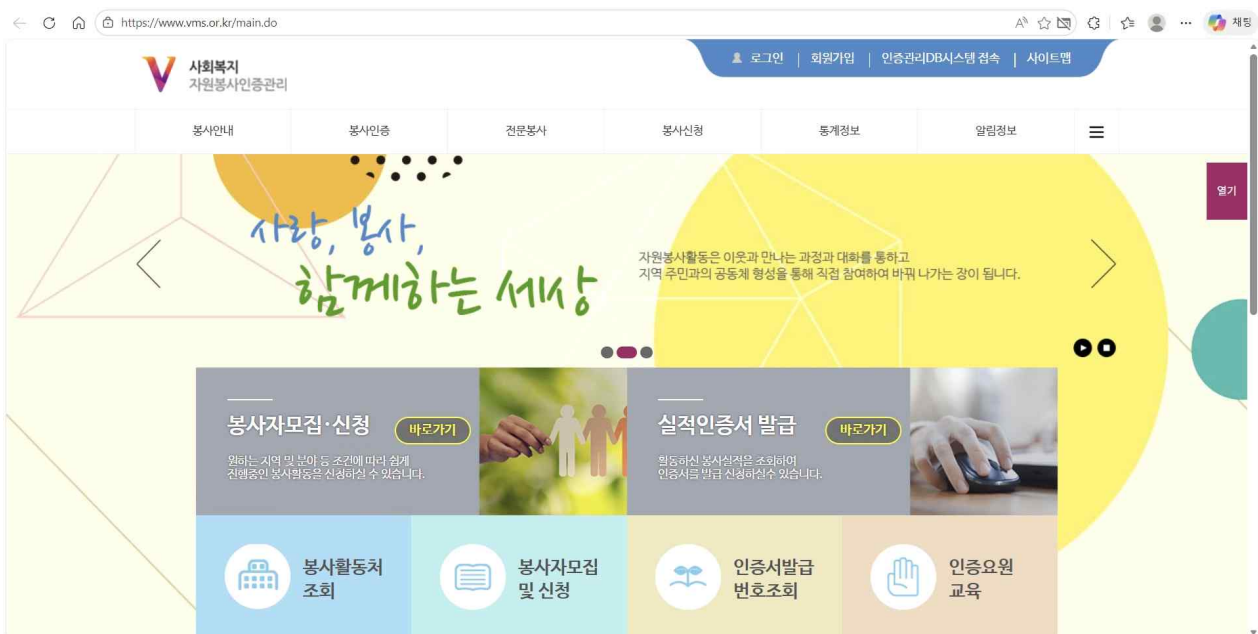 https://www.vms.or.kr/main.do
채팅
사회복지
자원봉사인증관리
로그인 | 회원가입 | 인증관리DB시스템 접속 | 사이트맵
봉사안내 봉사인증 전문봉사 봉사신청 통계정보 알림정보
열기
사랑, 봉사,
함께하는 세상
자원봉사활동은 이웃과 만나는 과정과 대화를 통하고
지역 주민과의 공동체 형성을 통해 직접 참여하여 바꿔 나가는 장이 됩니다.
봉사자모집·신청 바로가기
원하는 지역 및 분야 등 조건에 따라 쉽게
진행중인 봉사활동을 신청하실 수 있습니다.
실적인증서 발급 바로가기
활동하신 봉사실적을 조회하여
인증서를 발급 신청하실수 있습니다.
봉사활동처
조회
봉사자모집
및 신청
인증서발급
번호조회
인증요원
교육